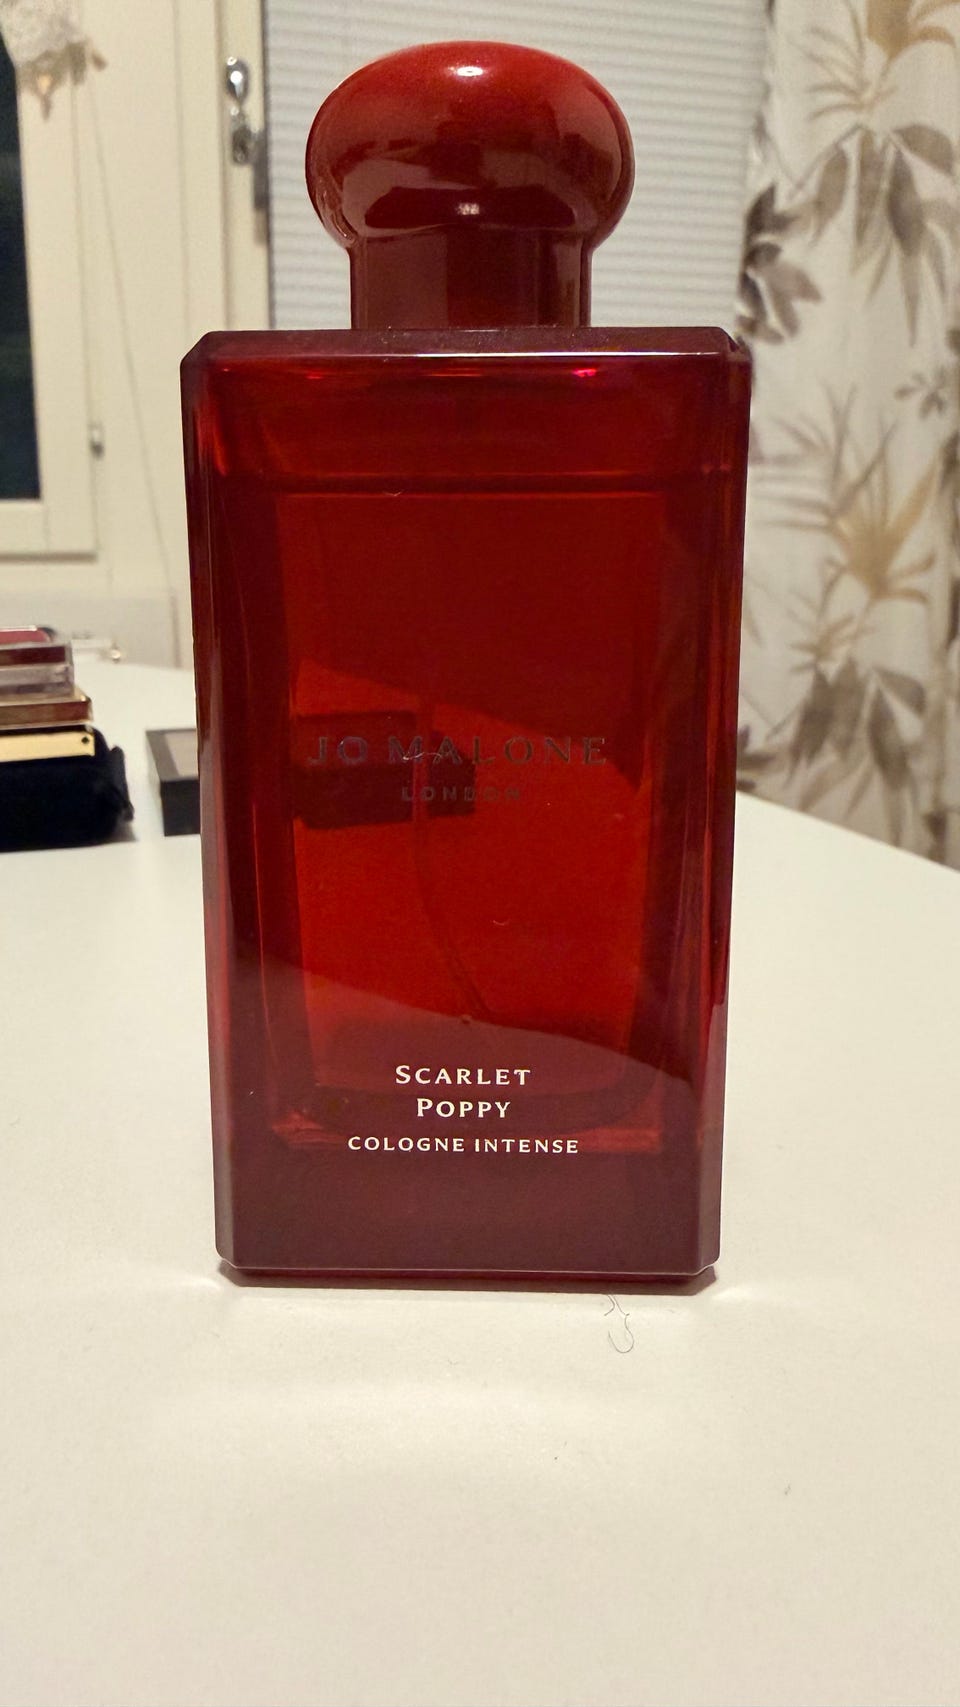 JO MALONE
LONDON
SCARLET
POPPY
COLOGNE INTENSE